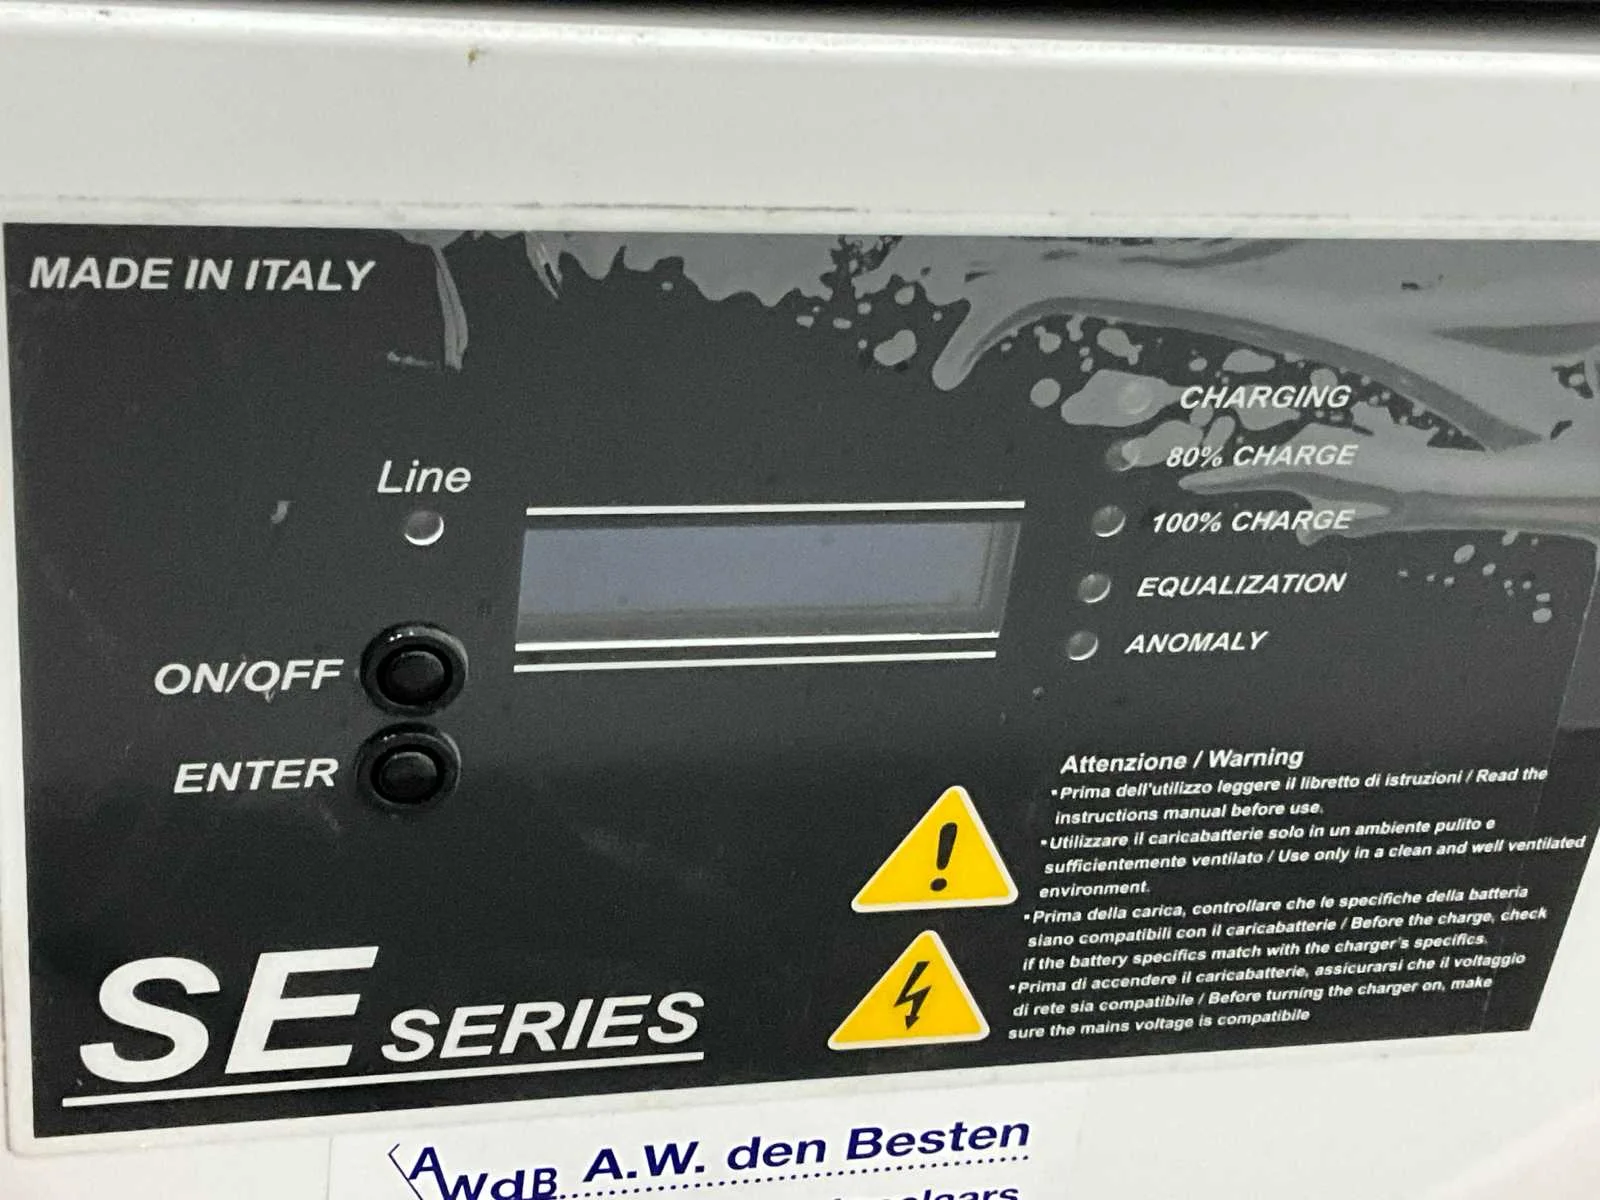 MADE IN ITALY
Line
ON/OFF
ENTER
CHARGING
80% CHARGE
100% CHARGE
EQUALIZATION
ANOMALY
Attenzione / Warning
•Prima dell'utilizzo leggere il libretto di istruzioni / Read the
instructions manual before use.
•Utilizzare il caricabatterie solo in un ambiente pulito e
sufficientemente ventilato / Use only in a clean and well ventilated
environment.
•Prima della carica, controllare che le specifiche della batteria
siano compatibili con il caricabatterie / Before the charge, check
if the battery specifics match with the charger's specifics.
•Prima di accendere il caricabatterie, assicurarsi che il voltaggio
di rete sia compatibile / Before turning the charger on, make
sure the mains voltage is compatibile
SE SERIES
AWdB A.W. den Besten